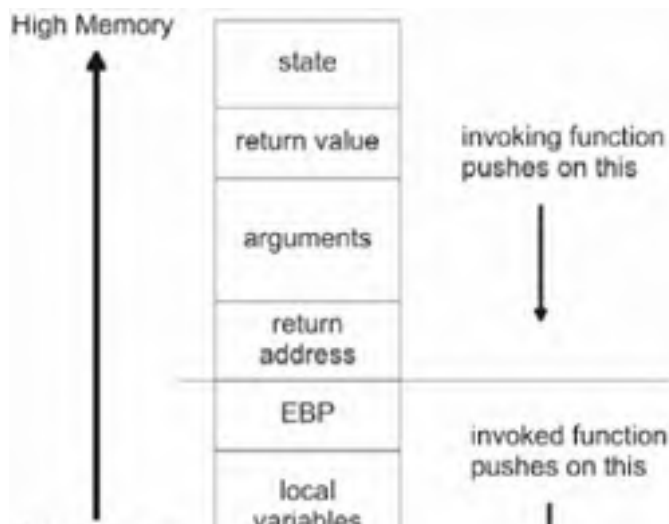 High Memory
state
return value
invoking function
pushes on this
arguments
return
address
EBP
invoked function
pushes on this
local
variables